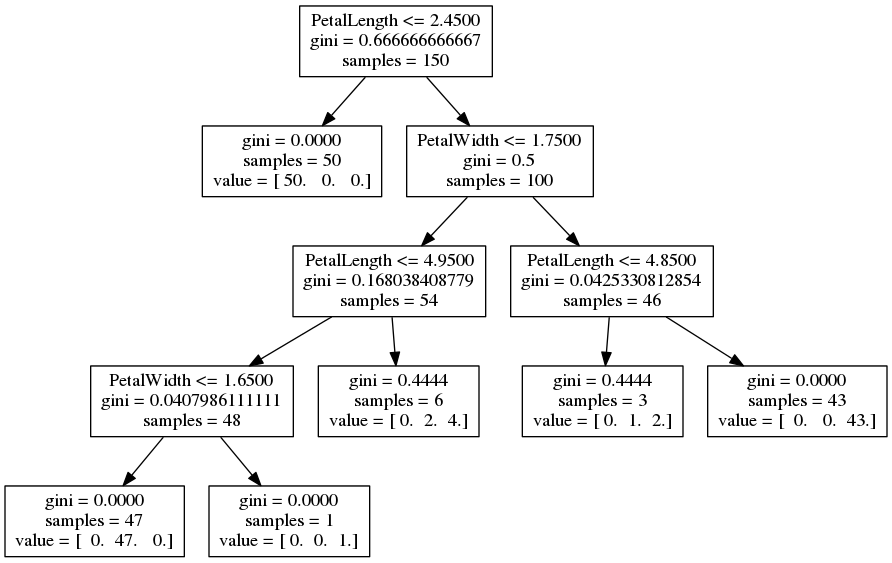 PetalLength <= 2.4500
gini = 0.666666666667
samples = 150
gini = 0.0000
samples = 50
value = [ 50.   0.   0.]
PetalWidth <= 1.7500
gini = 0.5
samples = 100
PetalLength <= 4.9500
gini = 0.168038408779
samples = 54
PetalLength <= 4.8500
gini = 0.0425330812854
samples = 46
PetalWidth <= 1.6500
gini = 0.0407986111111
samples = 48
gini = 0.4444
samples = 6
value = [ 0.  2.  4.]
gini = 0.4444
samples = 3
value = [ 0.  1.  2.]
gini = 0.0000
samples = 43
value = [  0.   0.  43.]
gini = 0.0000
samples = 47
value = [  0.  47.   0.]
gini = 0.0000
samples = 1
value = [ 0.  0.  1.]